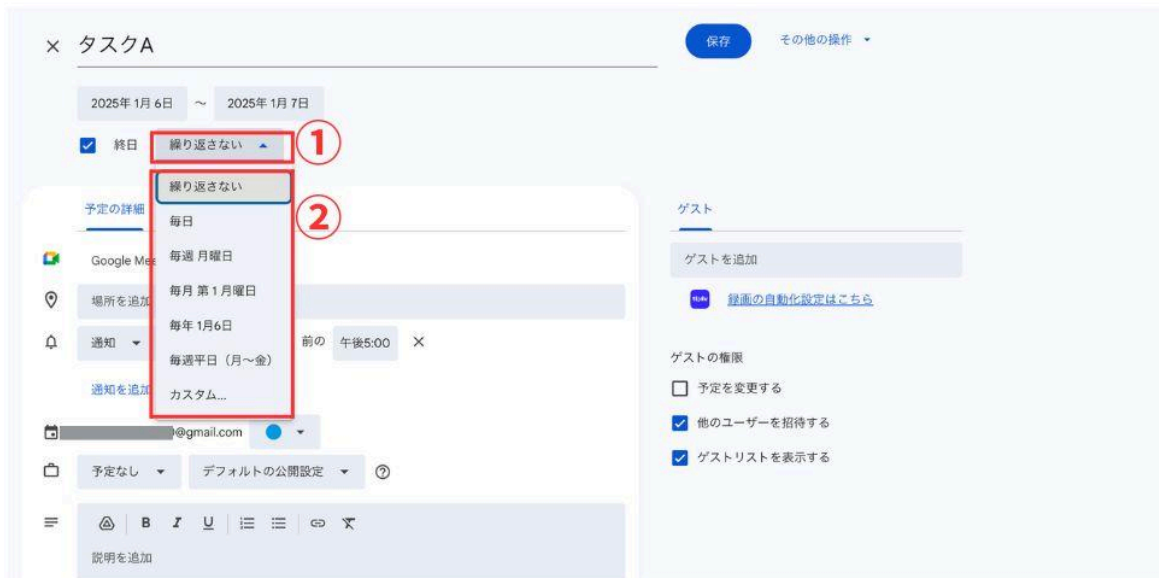 タスクA
保存 その他の操作
2025年 1月 6日 ～ 2025年 1月 7日
終日 繰り返さない ①
繰り返さない
毎日
毎週 月曜日
毎月 第 1 月曜日
毎年 1月6日
毎週平日（月～金）
カスタム...
②
予定の詳細
Google Mee
場所を追加
通知 前の 午後5:00
通知を追加
@gmail.com
予定なし デフォルトの公開設定
B I U
説明を追加
ゲスト
ゲストを追加
録画の自動化設定はこちら
ゲストの権限
予定を変更する
他のユーザーを招待する
ゲストリストを表示する